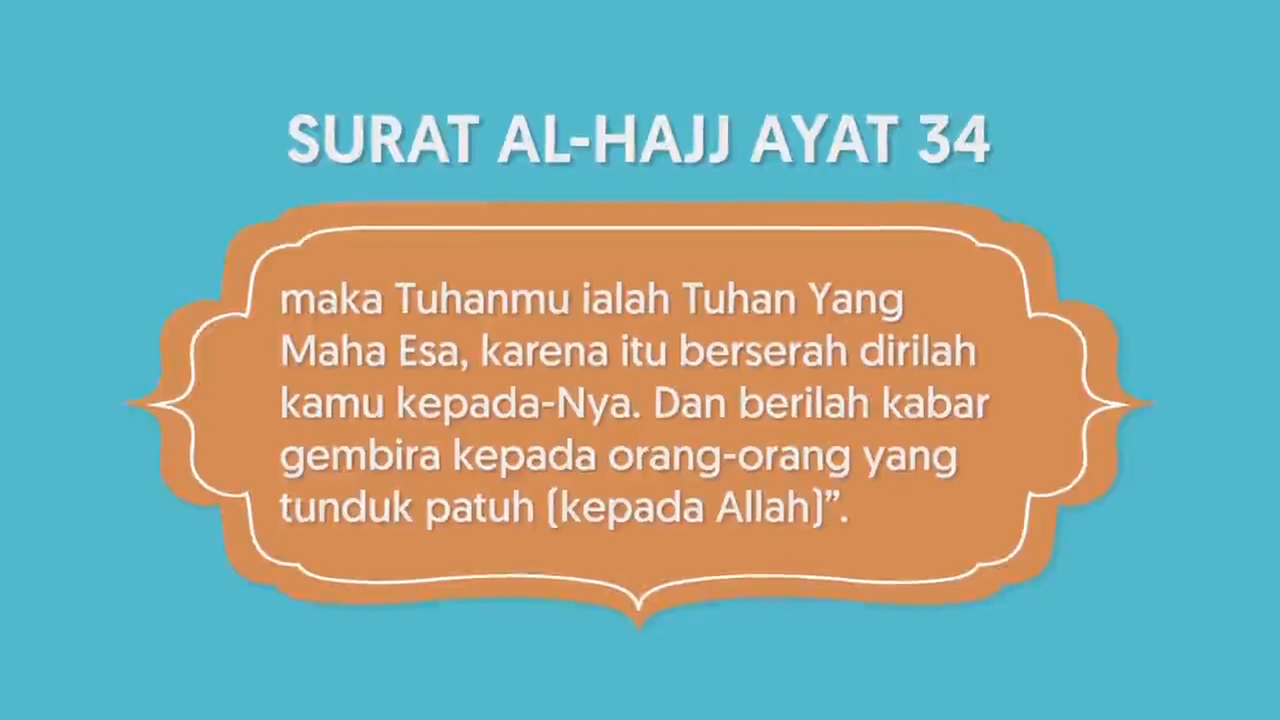 SURAT AL-HAJJ AYAT 34
maka Tuhanmu ialah Tuhan Yang
Maha Esa, karena itu berserah dirilah
kamu kepada-Nya. Dan berilah kabar
gembira kepada orang-orang yang
tunduk patuh (kepada Allah)”.